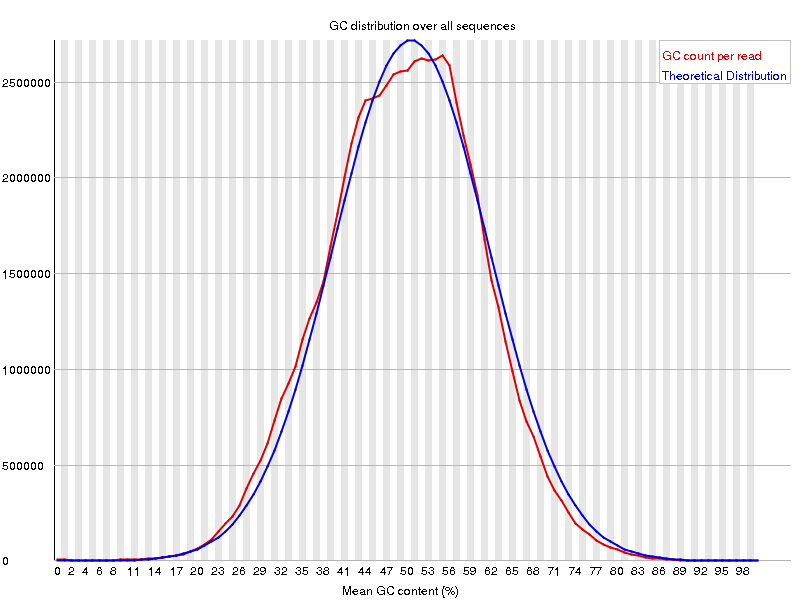 GC distribution over all sequences
GC count per read
Theoretical Distribution
2500000
2000000
1500000
1000000
500000
0
0 2 4 6 8 11 14 17 20 23 26 29 32 35 38 41 44 47 50 53 56 59 62 65 68 71 74 77 80 83 86 89 92 95 98
Mean GC content (%)